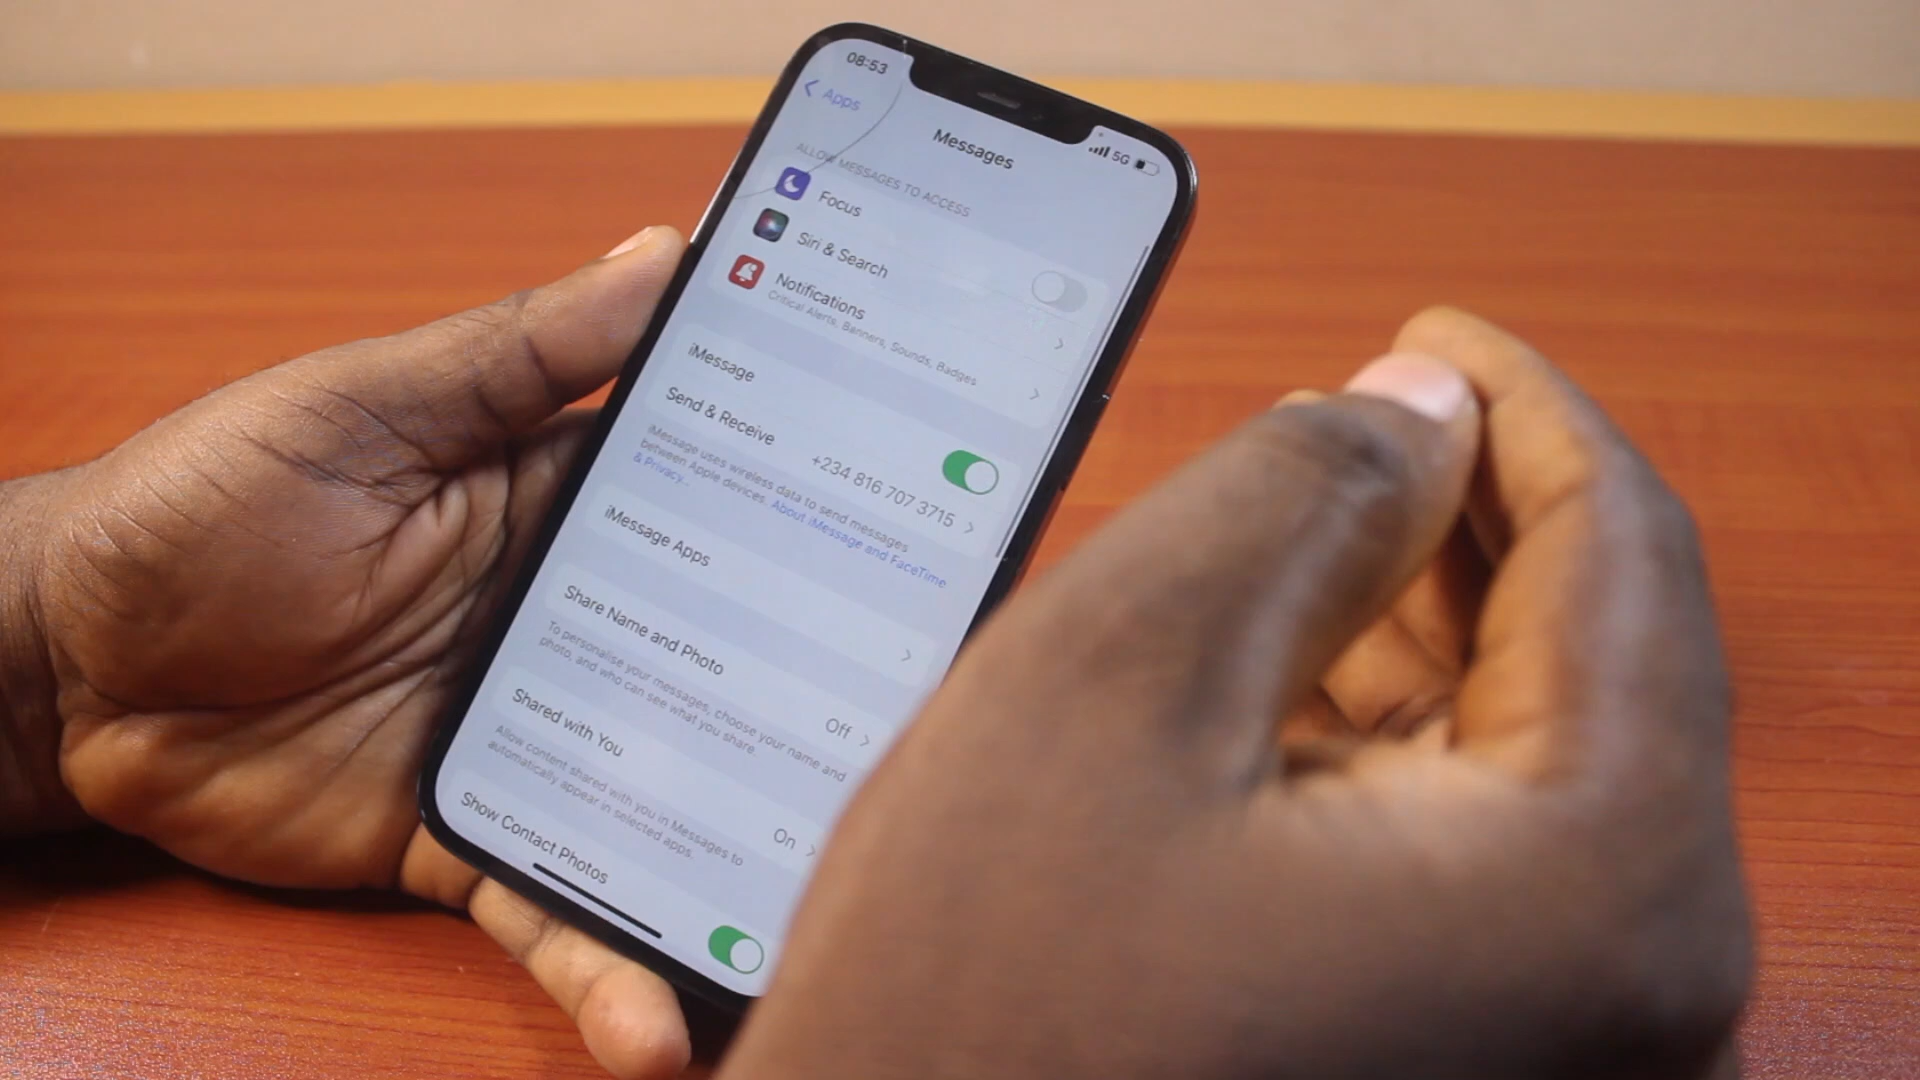 08:53
5G
Apps
Messages
ALLOW MESSAGES TO ACCESS
Focus
Siri & Search
Notifications
Critical Alerts, Banners, Sounds, Badges
iMessage
Send & Receive
+234 816 707 3715
iMessage uses wireless data to send messages
between Apple devices. About iMessage and FaceTime
& Privacy...
iMessage Apps
Share Name and Photo
Off
To personalise your messages, choose your name and
photo, and who can see what you share.
Shared with You
On
Allow content shared with you in Messages to
automatically appear in selected apps.
Show Contact Photos